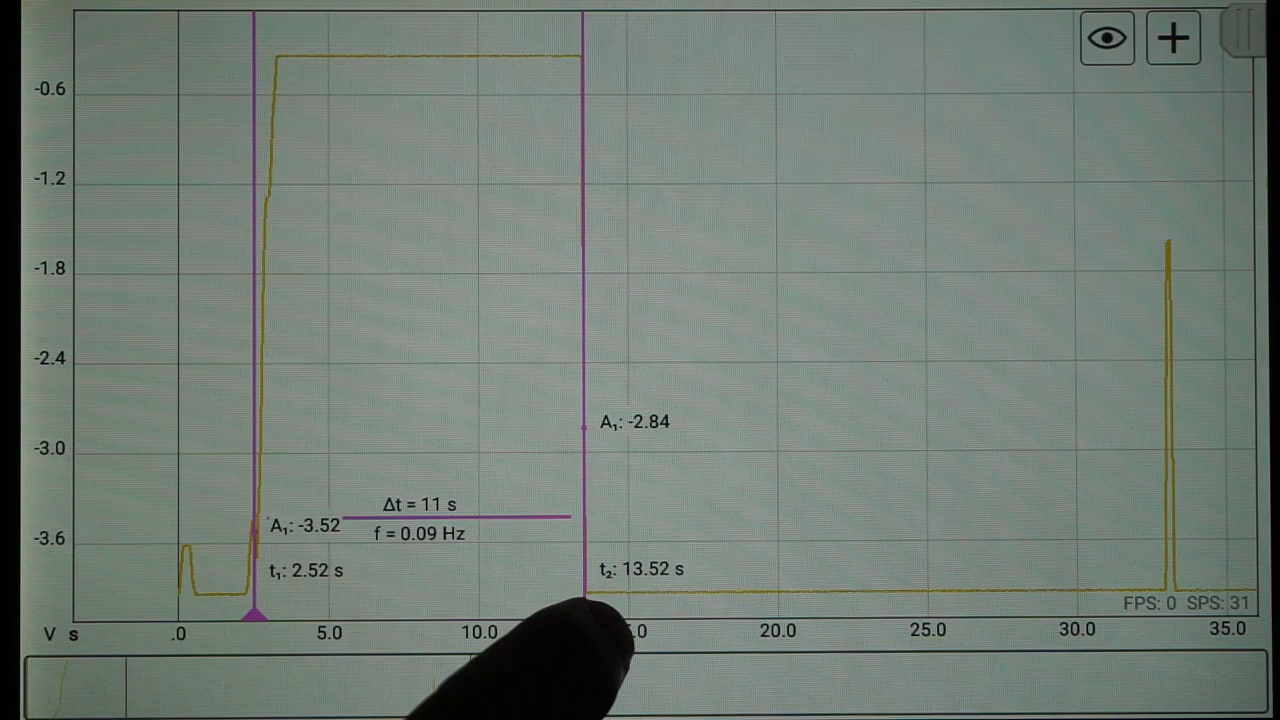 -0.6
-1.2
-1.8
-2.4
A₁: -2.84
-3.0
Δt = 11 s
A₁: -3.52
f = 0.09 Hz
-3.6
t₁: 2.52 s
t₂: 13.52 s
FPS: 0 SPS: 31
V s .0 5.0 10.0 .0 20.0 25.0 30.0 35.0